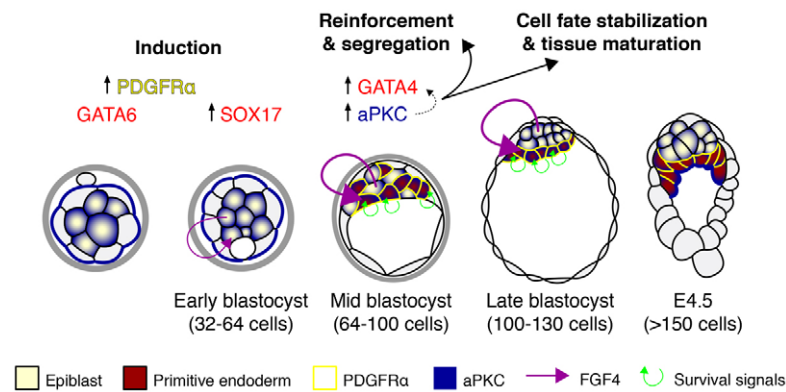 Induction
Reinforcement
& segregation
Cell fate stabilization
& tissue maturation
PDGFRα
GATA6
SOX17
GATA4
aPKC
Early blastocyst
(32-64 cells)
Mid blastocyst
(64-100 cells)
Late blastocyst
(100-130 cells)
E4.5
(>150 cells)
Epiblast
Primitive endoderm
PDGFRα
aPKC
FGF4
Survival signals